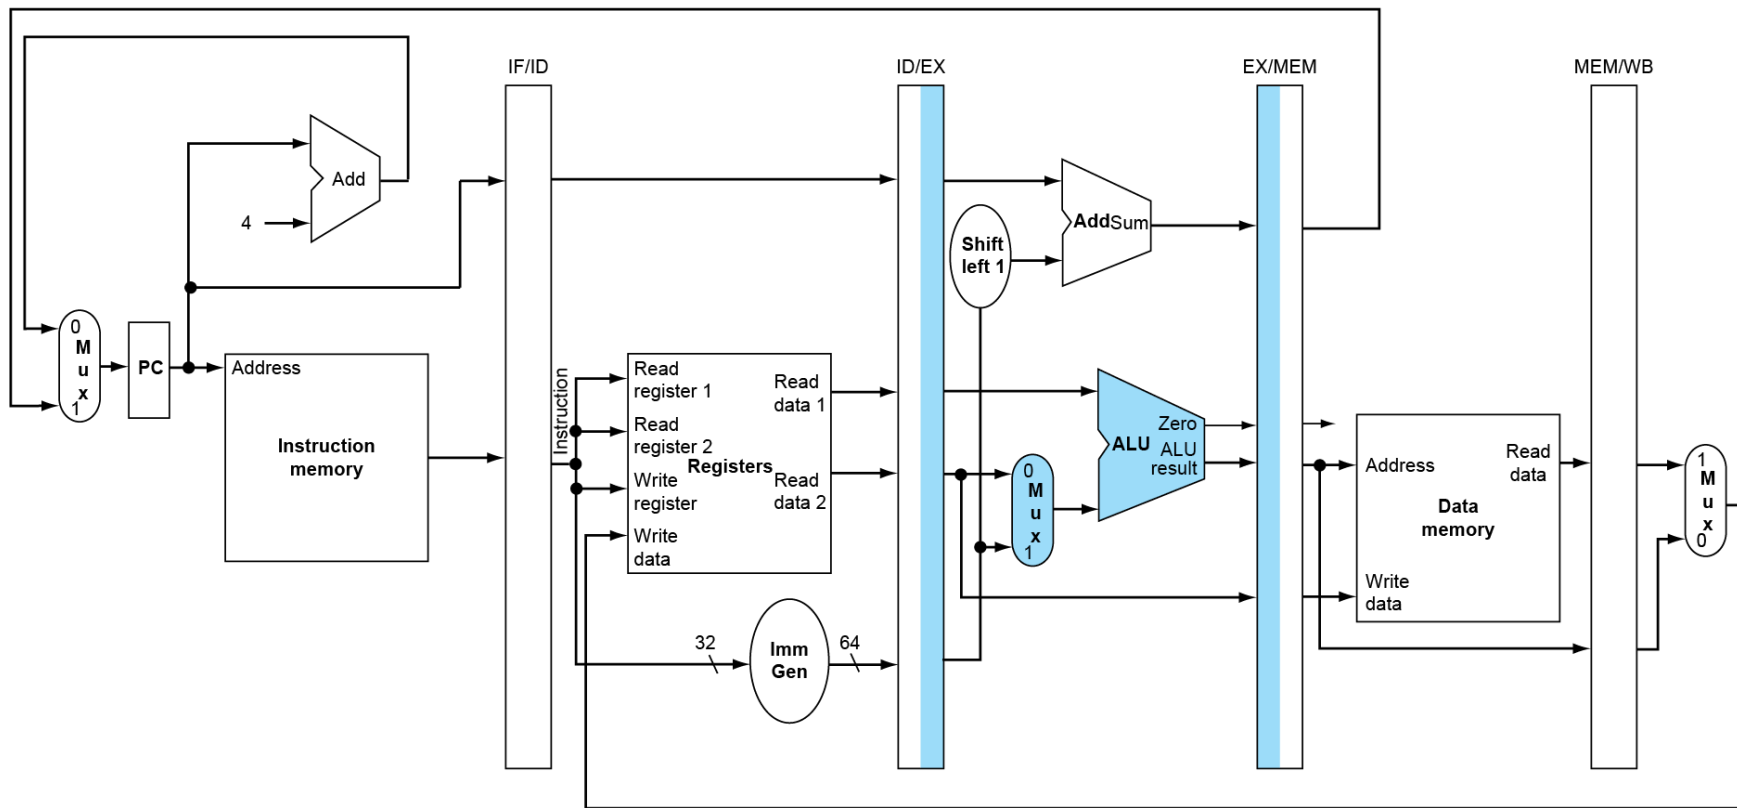 IF/ID
ID/EX
EX/MEM
MEM/WB
Add
4
Add Sum
Shift
left 1
0
M
u
x
1
PC
Address
Instruction
memory
Instruction
Read
register 1
Read
register 2
Write
register
Write
data
Registers
Read
data 1
Read
data 2
0
M
u
x
1
ALU
Zero
ALU
result
Address
Write
data
Data
memory
Read
data
1
M
u
x
0
32
Imm
Gen
64